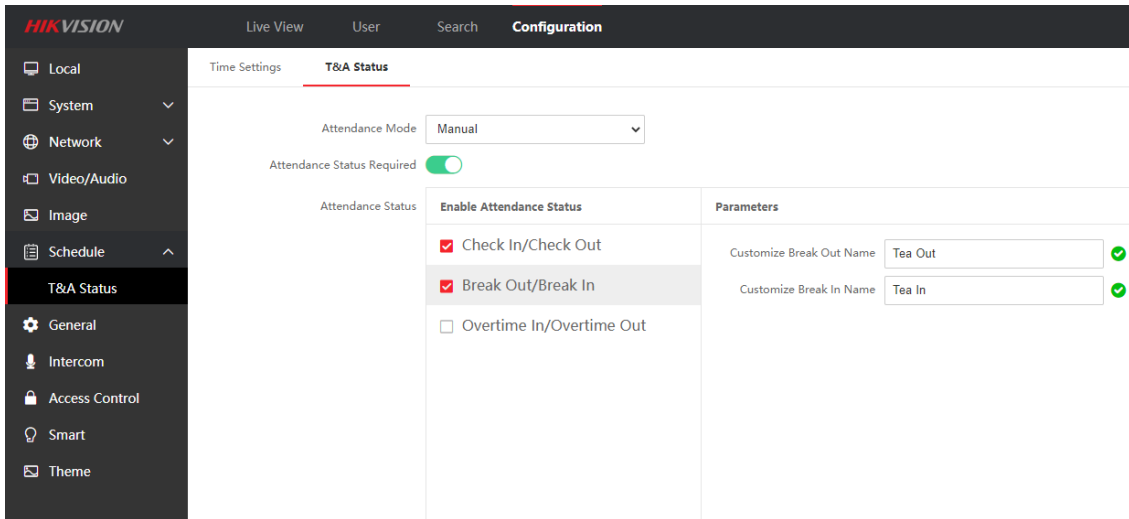 HIKVISION Live View User Search Configuration
Local
System
Network
Video/Audio
Image
Schedule
T&A Status
General
Intercom
Access Control
Smart
Theme
Time Settings T&A Status
Attendance Mode Manual
Attendance Status Required
Attendance Status Enable Attendance Status Parameters
Check In/Check Out
Break Out/Break In
Overtime In/Overtime Out
Customize Break Out Name Tea Out
Customize Break In Name Tea In